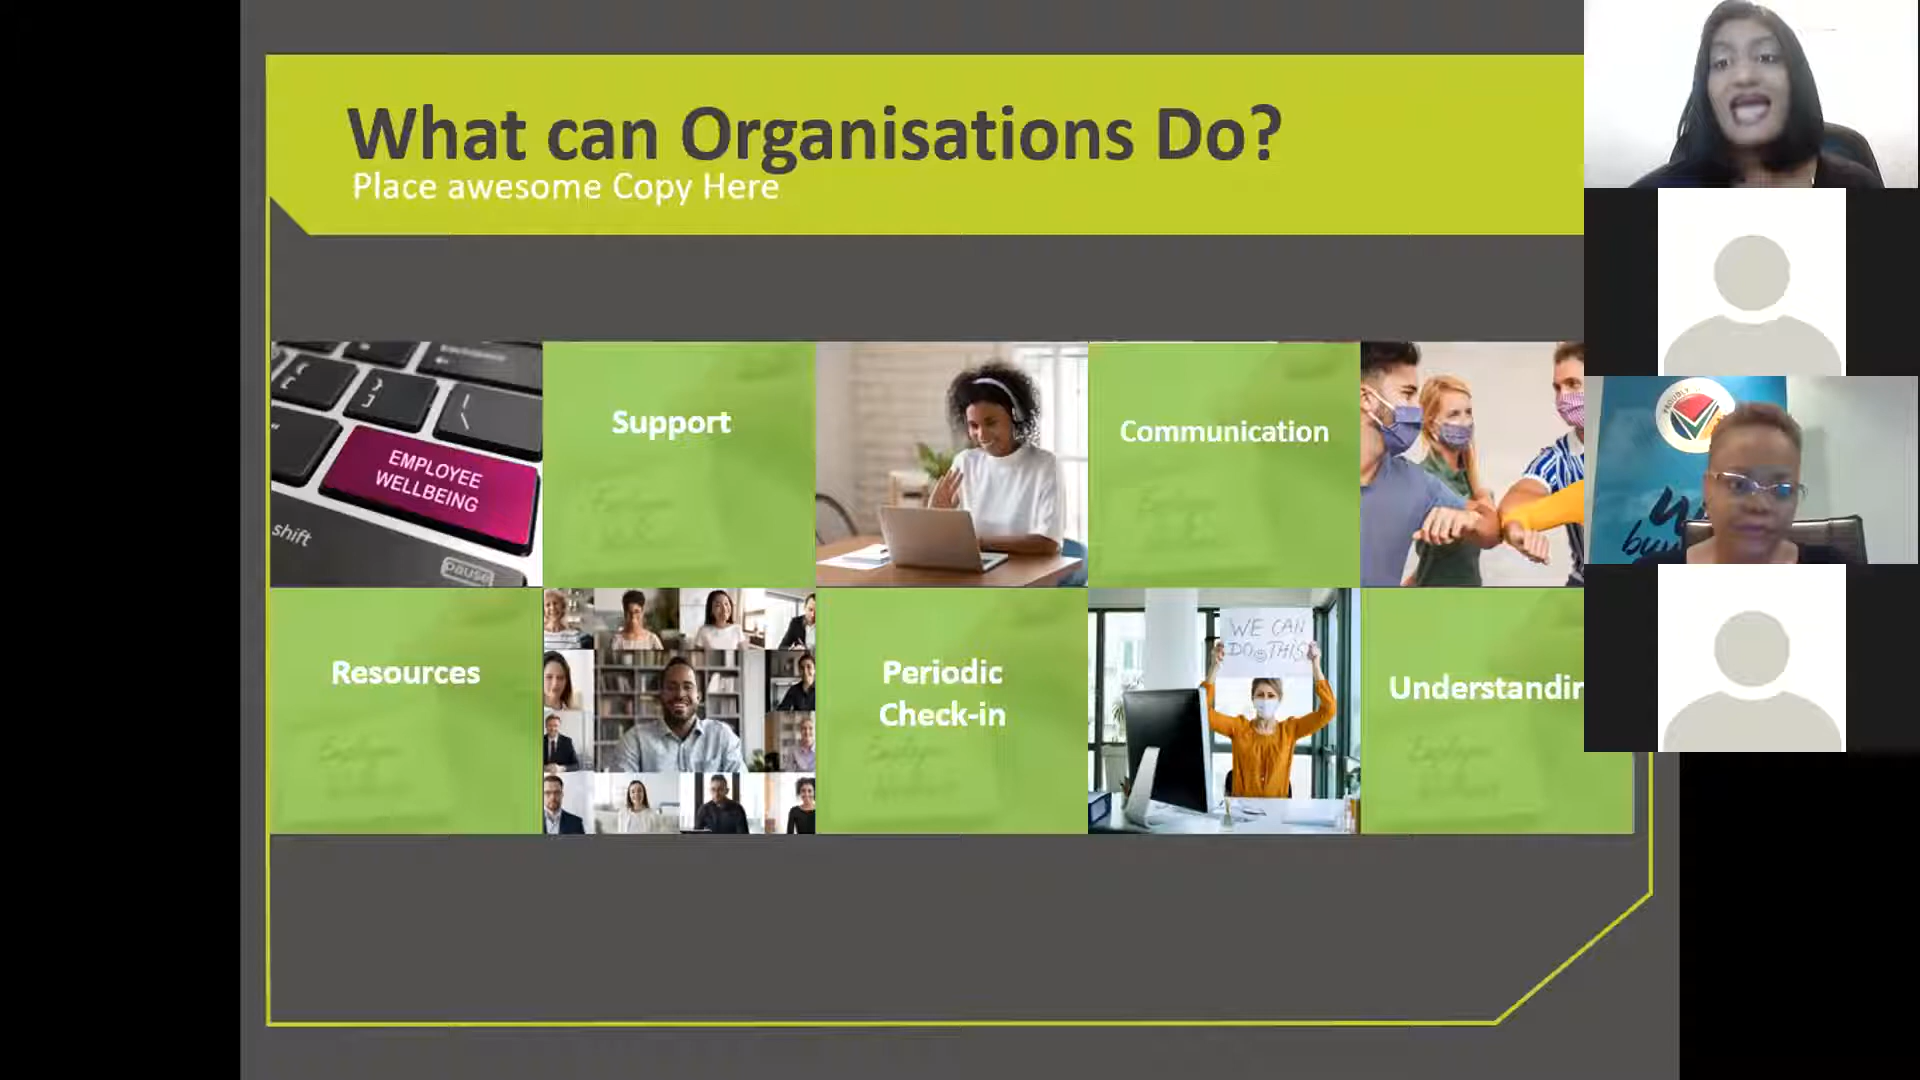 What can Organisations Do?
Place awesome Copy Here
EMPLOYEE
WELLBEING
shift
pause
Support
Communication
PROUDLY
Resources
Periodic
Check-in
WE CAN
DO THIS
Understandin